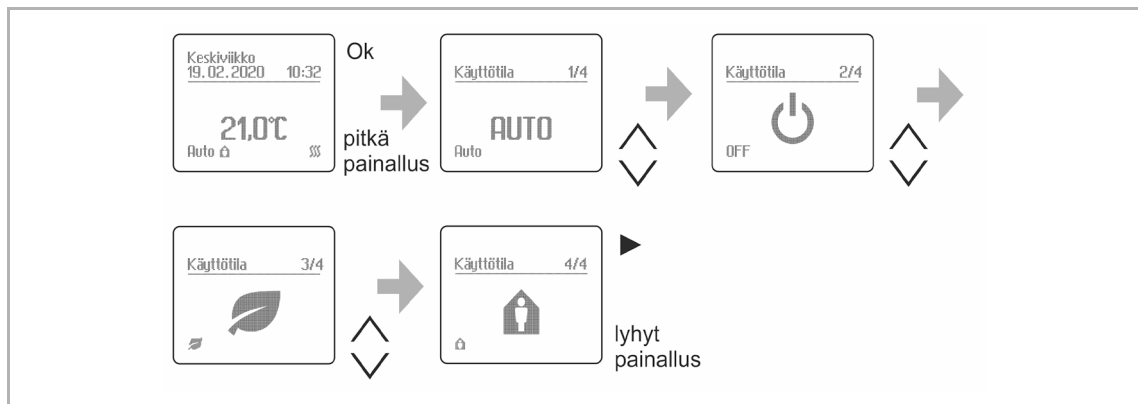 Keskiviikko
19.02.2020 10:32
21,0°C
Auto
Ok
pitkä
painallus
Käyttötila 1/4
AUTO
Auto
Käyttötila 2/4
OFF
Käyttötila 3/4
Käyttötila 4/4
lyhyt
painallus